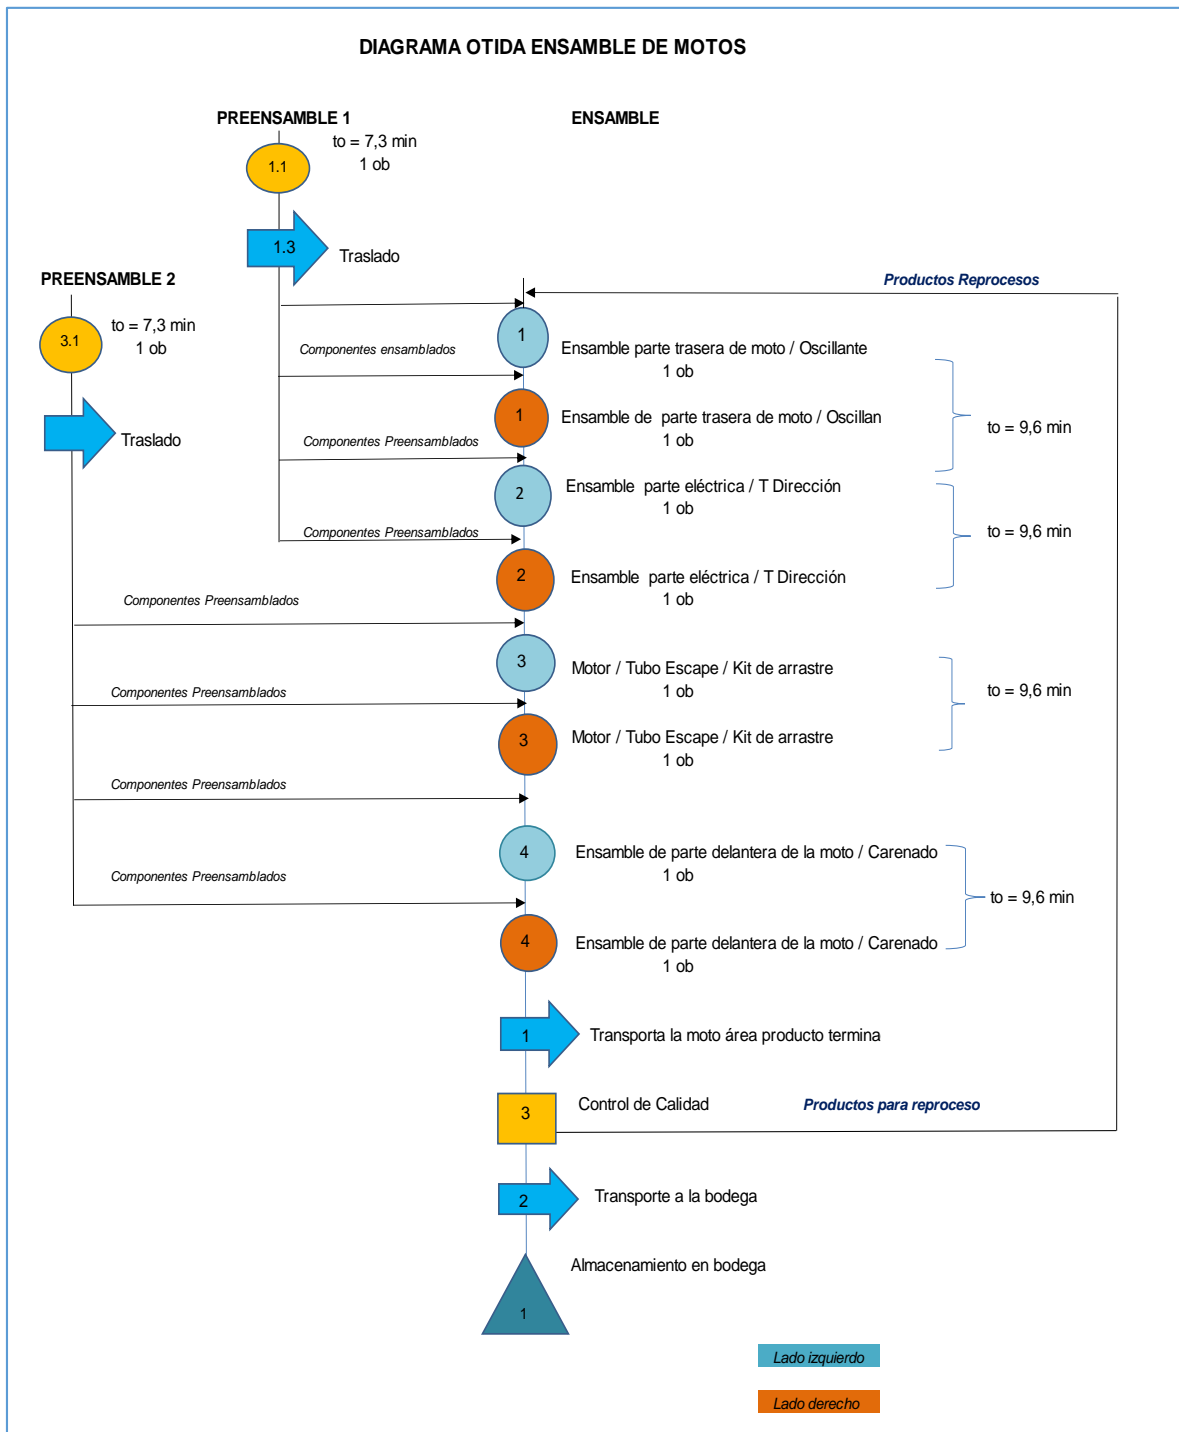 DIAGRAMA OTIDA ENSAMBLE DE MOTOS
PREENSAMBLE 1
ENSAMBLE
to = 7,3 min
1 ob
1.1
1.3
Traslado
PREENSAMBLE 2
Productos Reprocesos
to = 7,3 min
1 ob
3.1
1
Componentes ensamblados
Ensamble parte trasera de moto / Oscillante
1 ob
1
Ensamble de parte trasera de moto / Oscillan
1 ob
to = 9,6 min
Traslado
Componentes Preensamblados
2
Ensamble parte eléctrica / T Dirección
1 ob
Componentes Preensamblados
to = 9,6 min
2
Ensamble parte eléctrica / T Dirección
1 ob
Componentes Preensamblados
3
Motor / Tubo Escape / Kit de arrastre
1 ob
Componentes Preensamblados
to = 9,6 min
3
Motor / Tubo Escape / Kit de arrastre
1 ob
Componentes Preensamblados
4
Ensamble de parte delantera de la moto / Carenado
1 ob
Componentes Preensamblados
to = 9,6 min
4
Ensamble de parte delantera de la moto / Carenado
1 ob
1
Transporta la moto área producto termina
3
Control de Calidad
Productos para reproceso
2
Transporte a la bodega
Almacenamiento en bodega
1
Lado izquierdo
Lado derecho